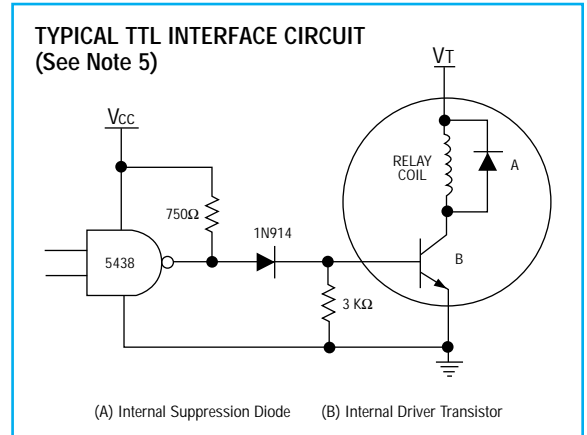 TYPICAL TTL INTERFACE CIRCUIT
(See Note 5)
VT
VCC
RELAY
COIL
A
750Ω
1N914
5438
B
3 KΩ
(A) Internal Suppression Diode (B) Internal Driver Transistor